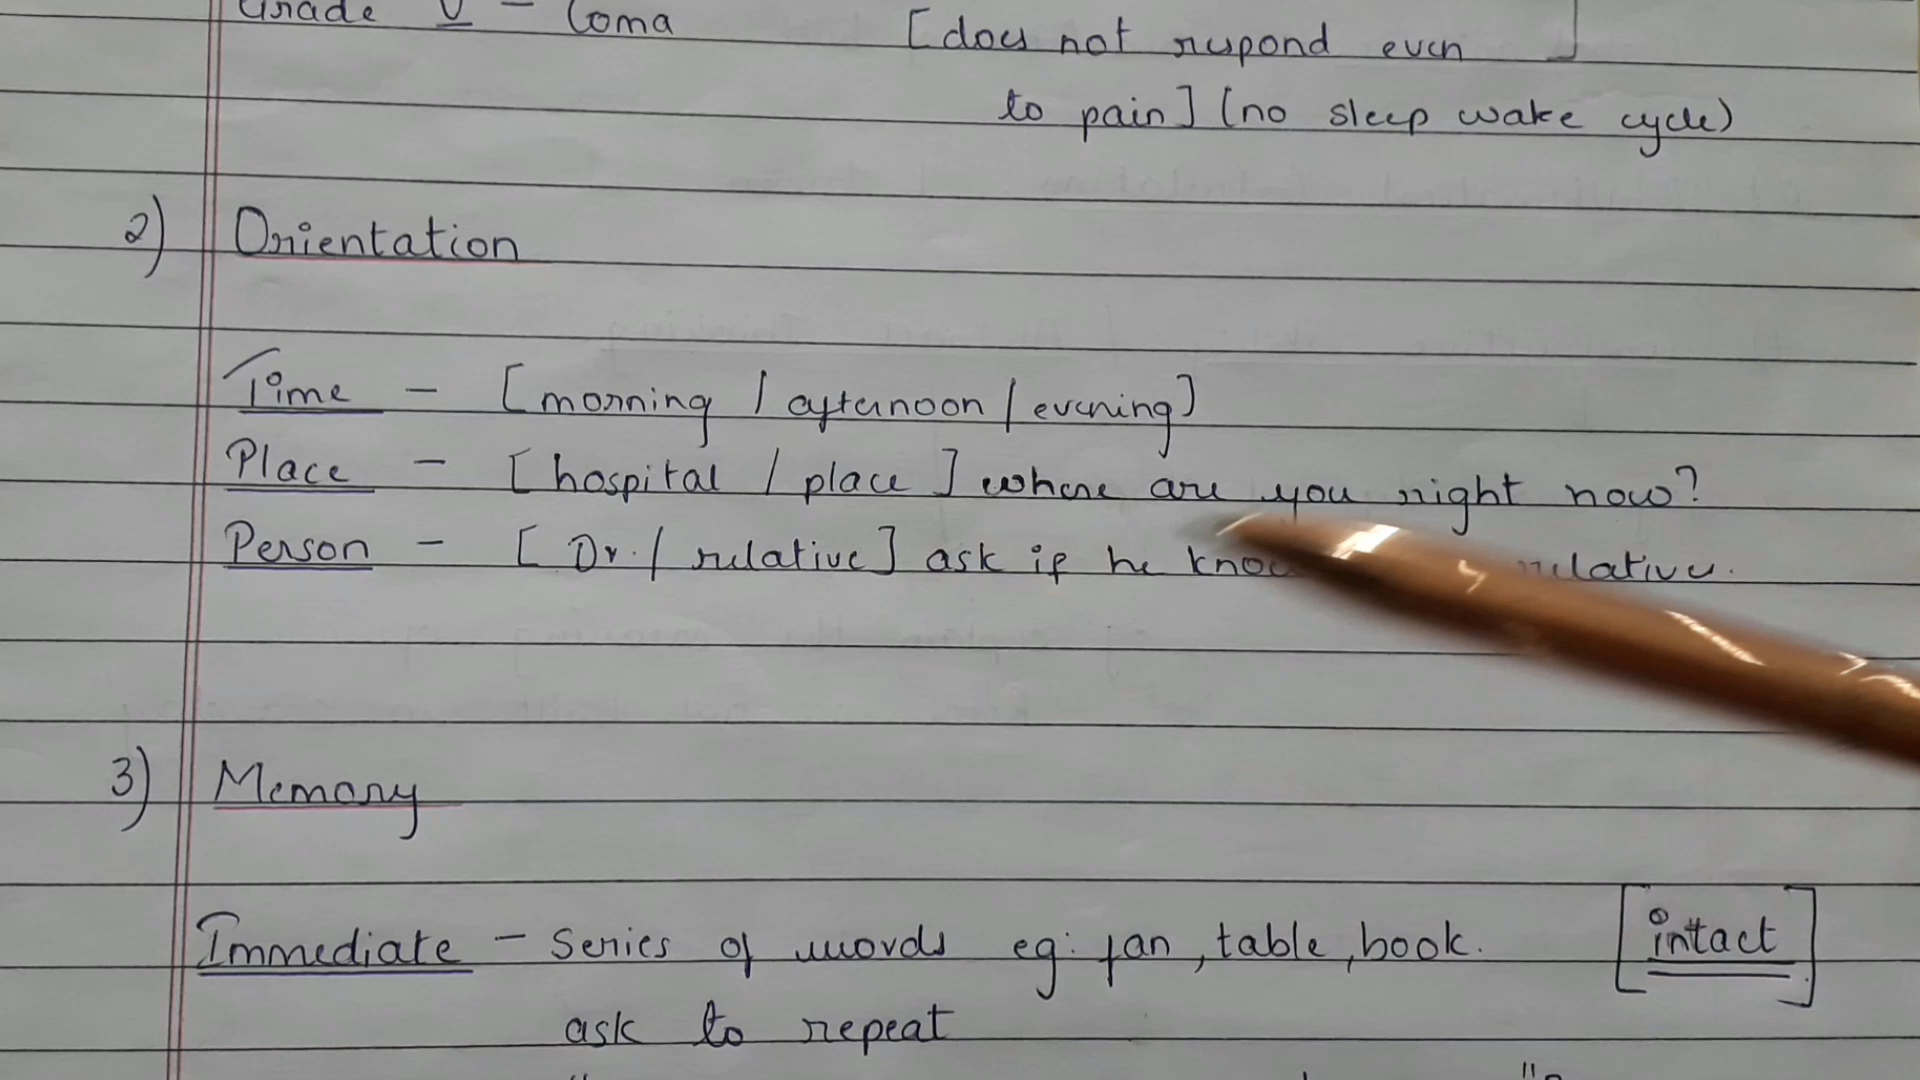 Grade V - Coma [does not respond even ]
to pain] (no sleep wake cycle)
2) Orientation
Time - [morning / afternoon / evening]
Place - [hospital / place] where are you right now?
Person - [Dr. / relative] ask if he relative.
3) Memory
Immediate - Series of words eg: fan, table, book. [intact]
ask to repeat